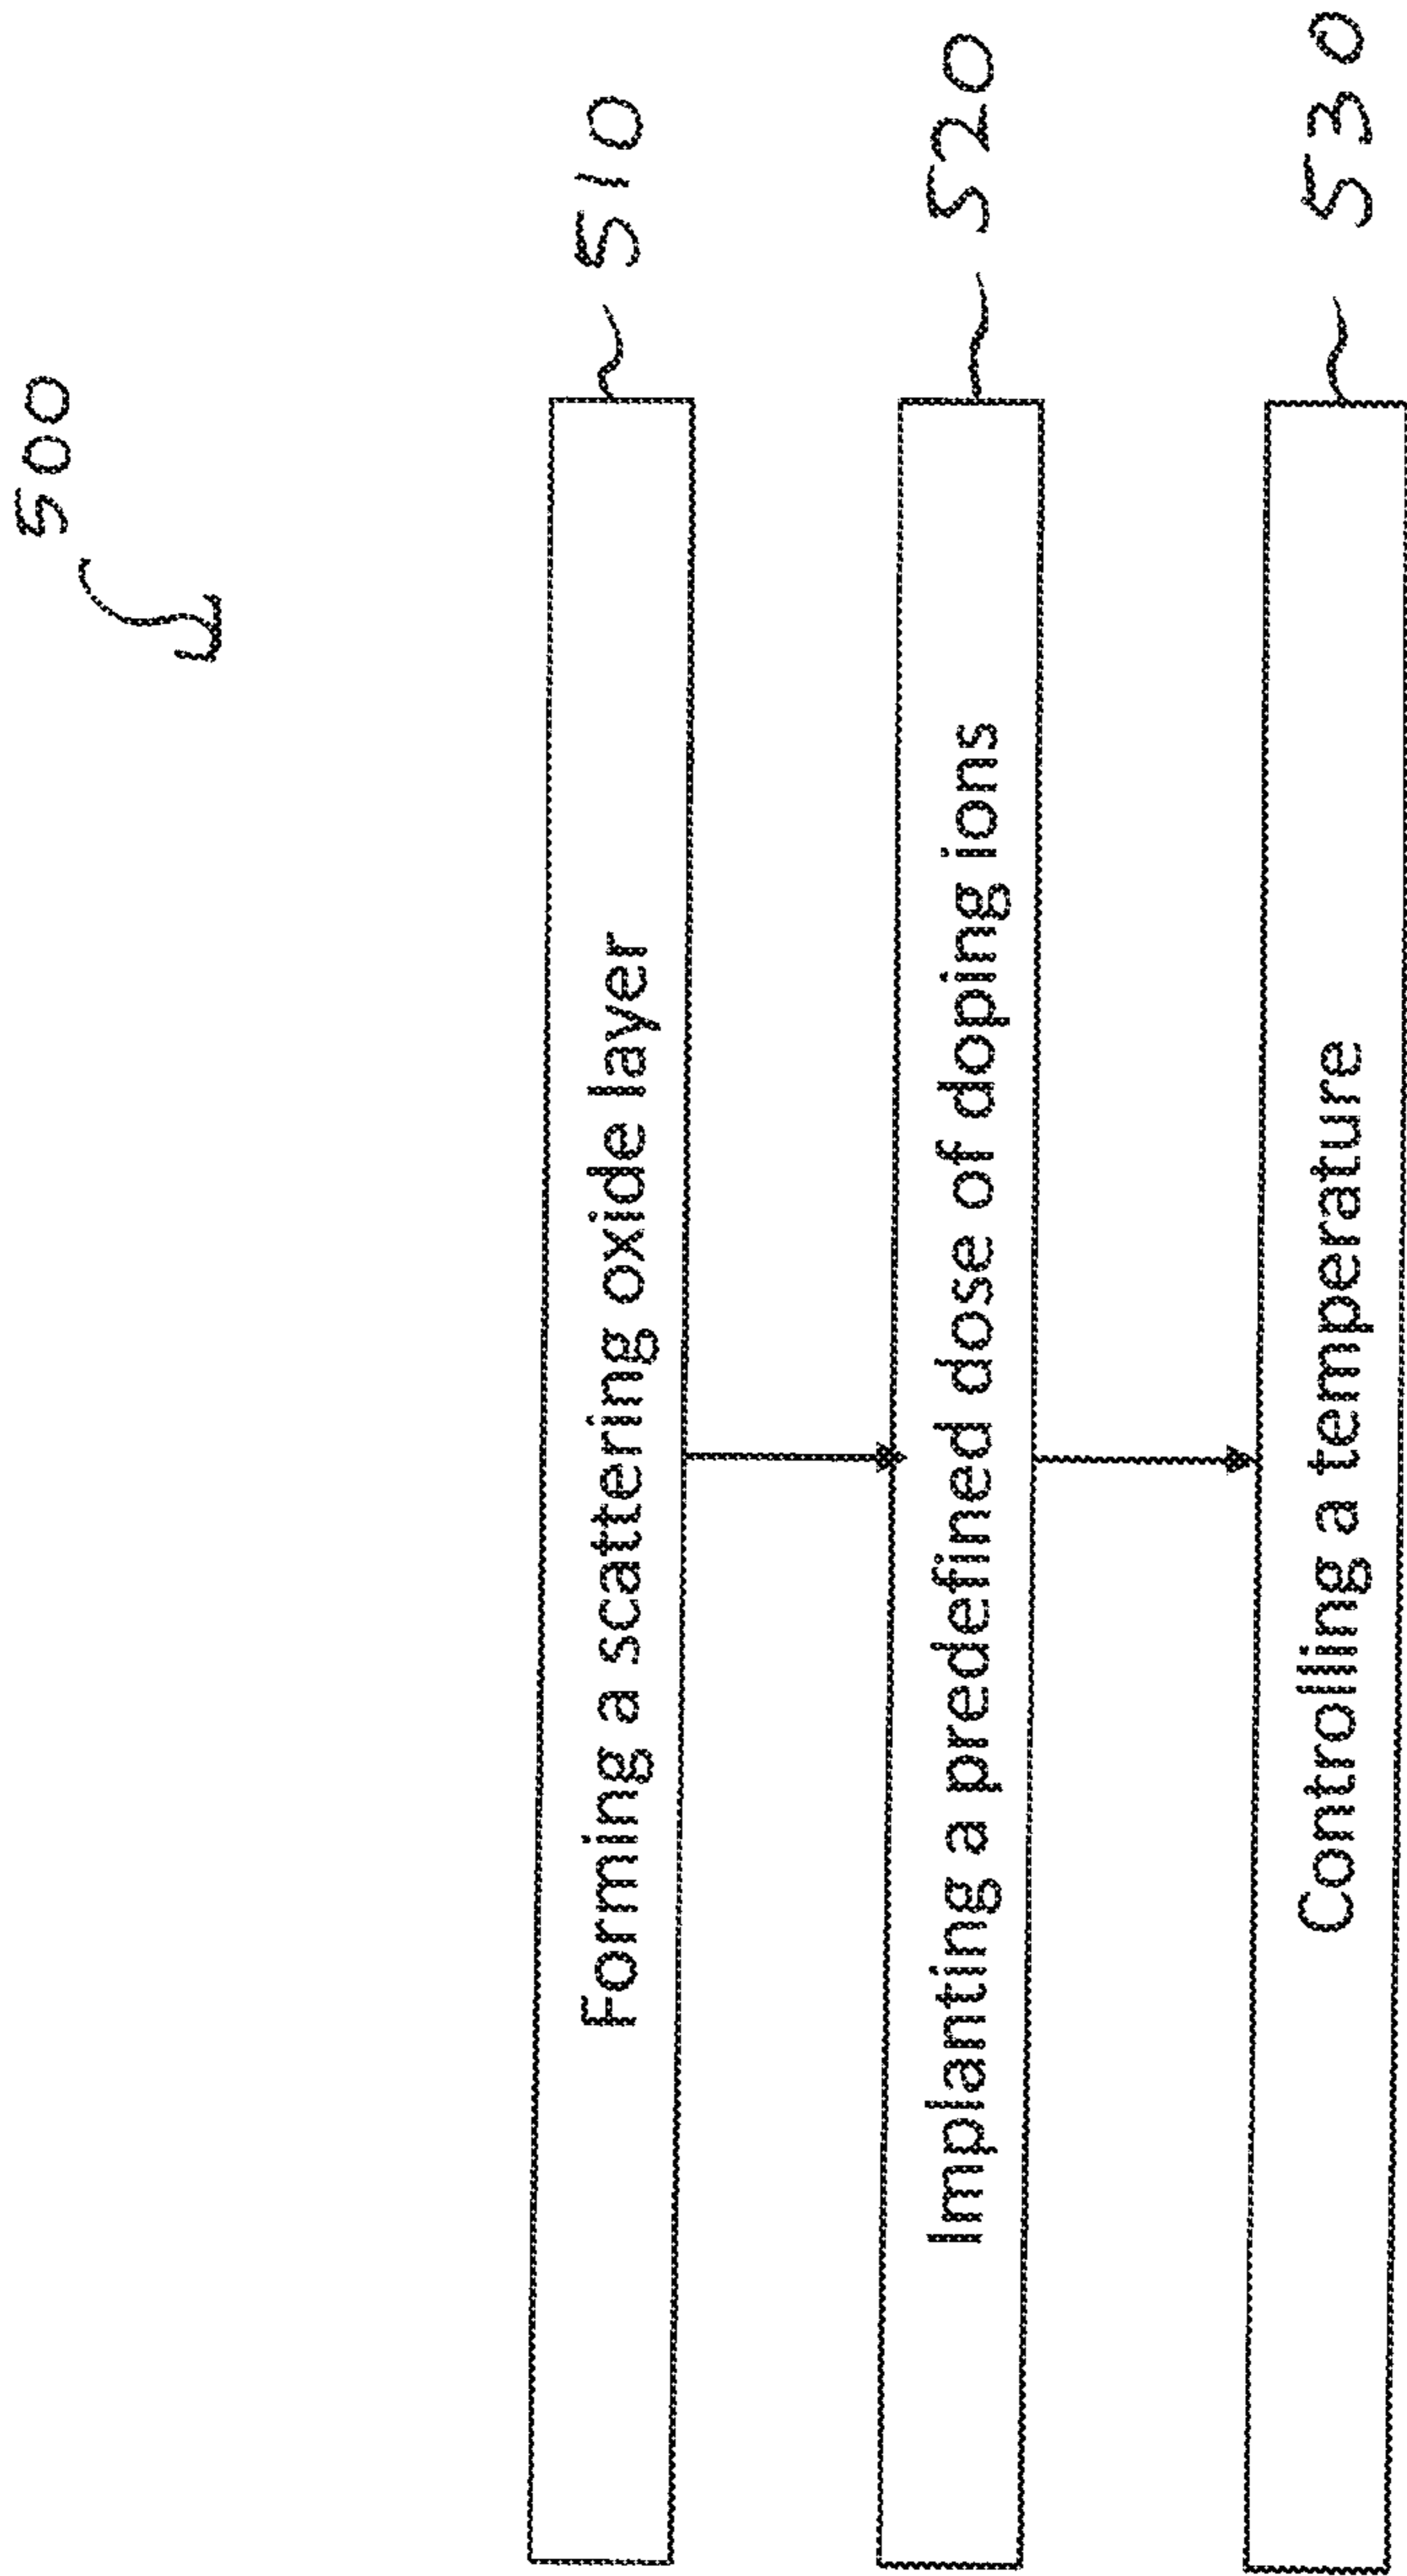 500
Forming a scattering oxide layer
510
Implanting a predefined dose of doping ions
520
Controlling a temperature
530